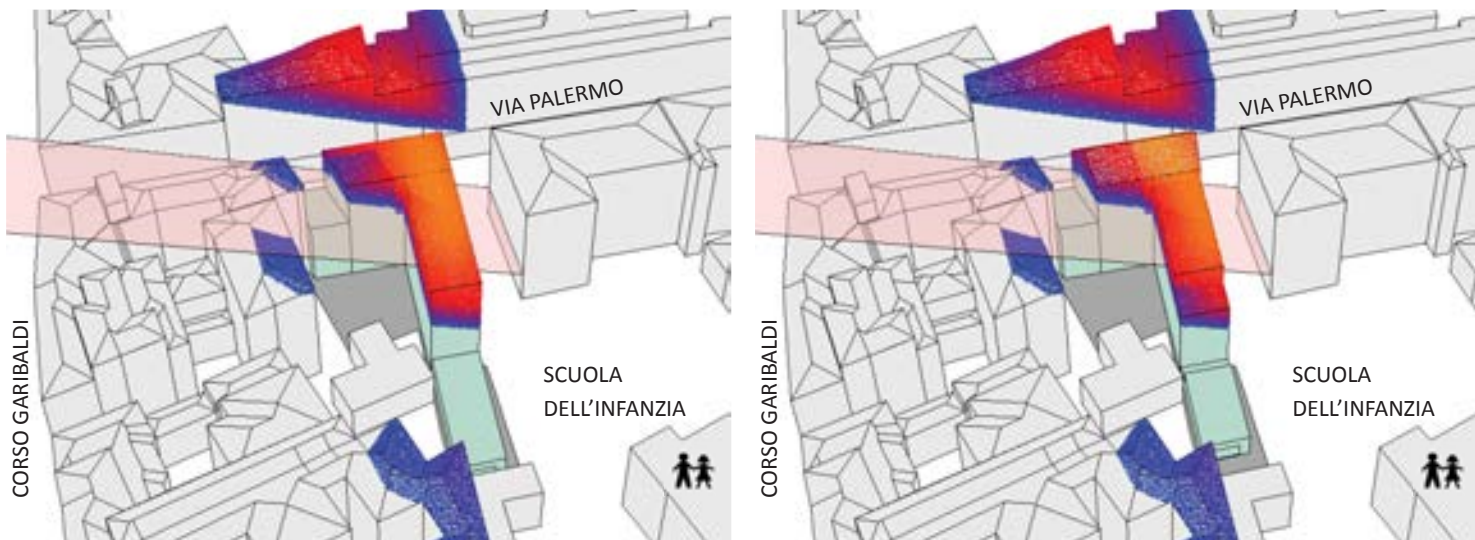 VIA PALERMO
CORSO GARIBALDI
SCUOLA
DELL'INFANZIA
VIA PALERMO
CORSO GARIBALDI
SCUOLA
DELL'INFANZIA